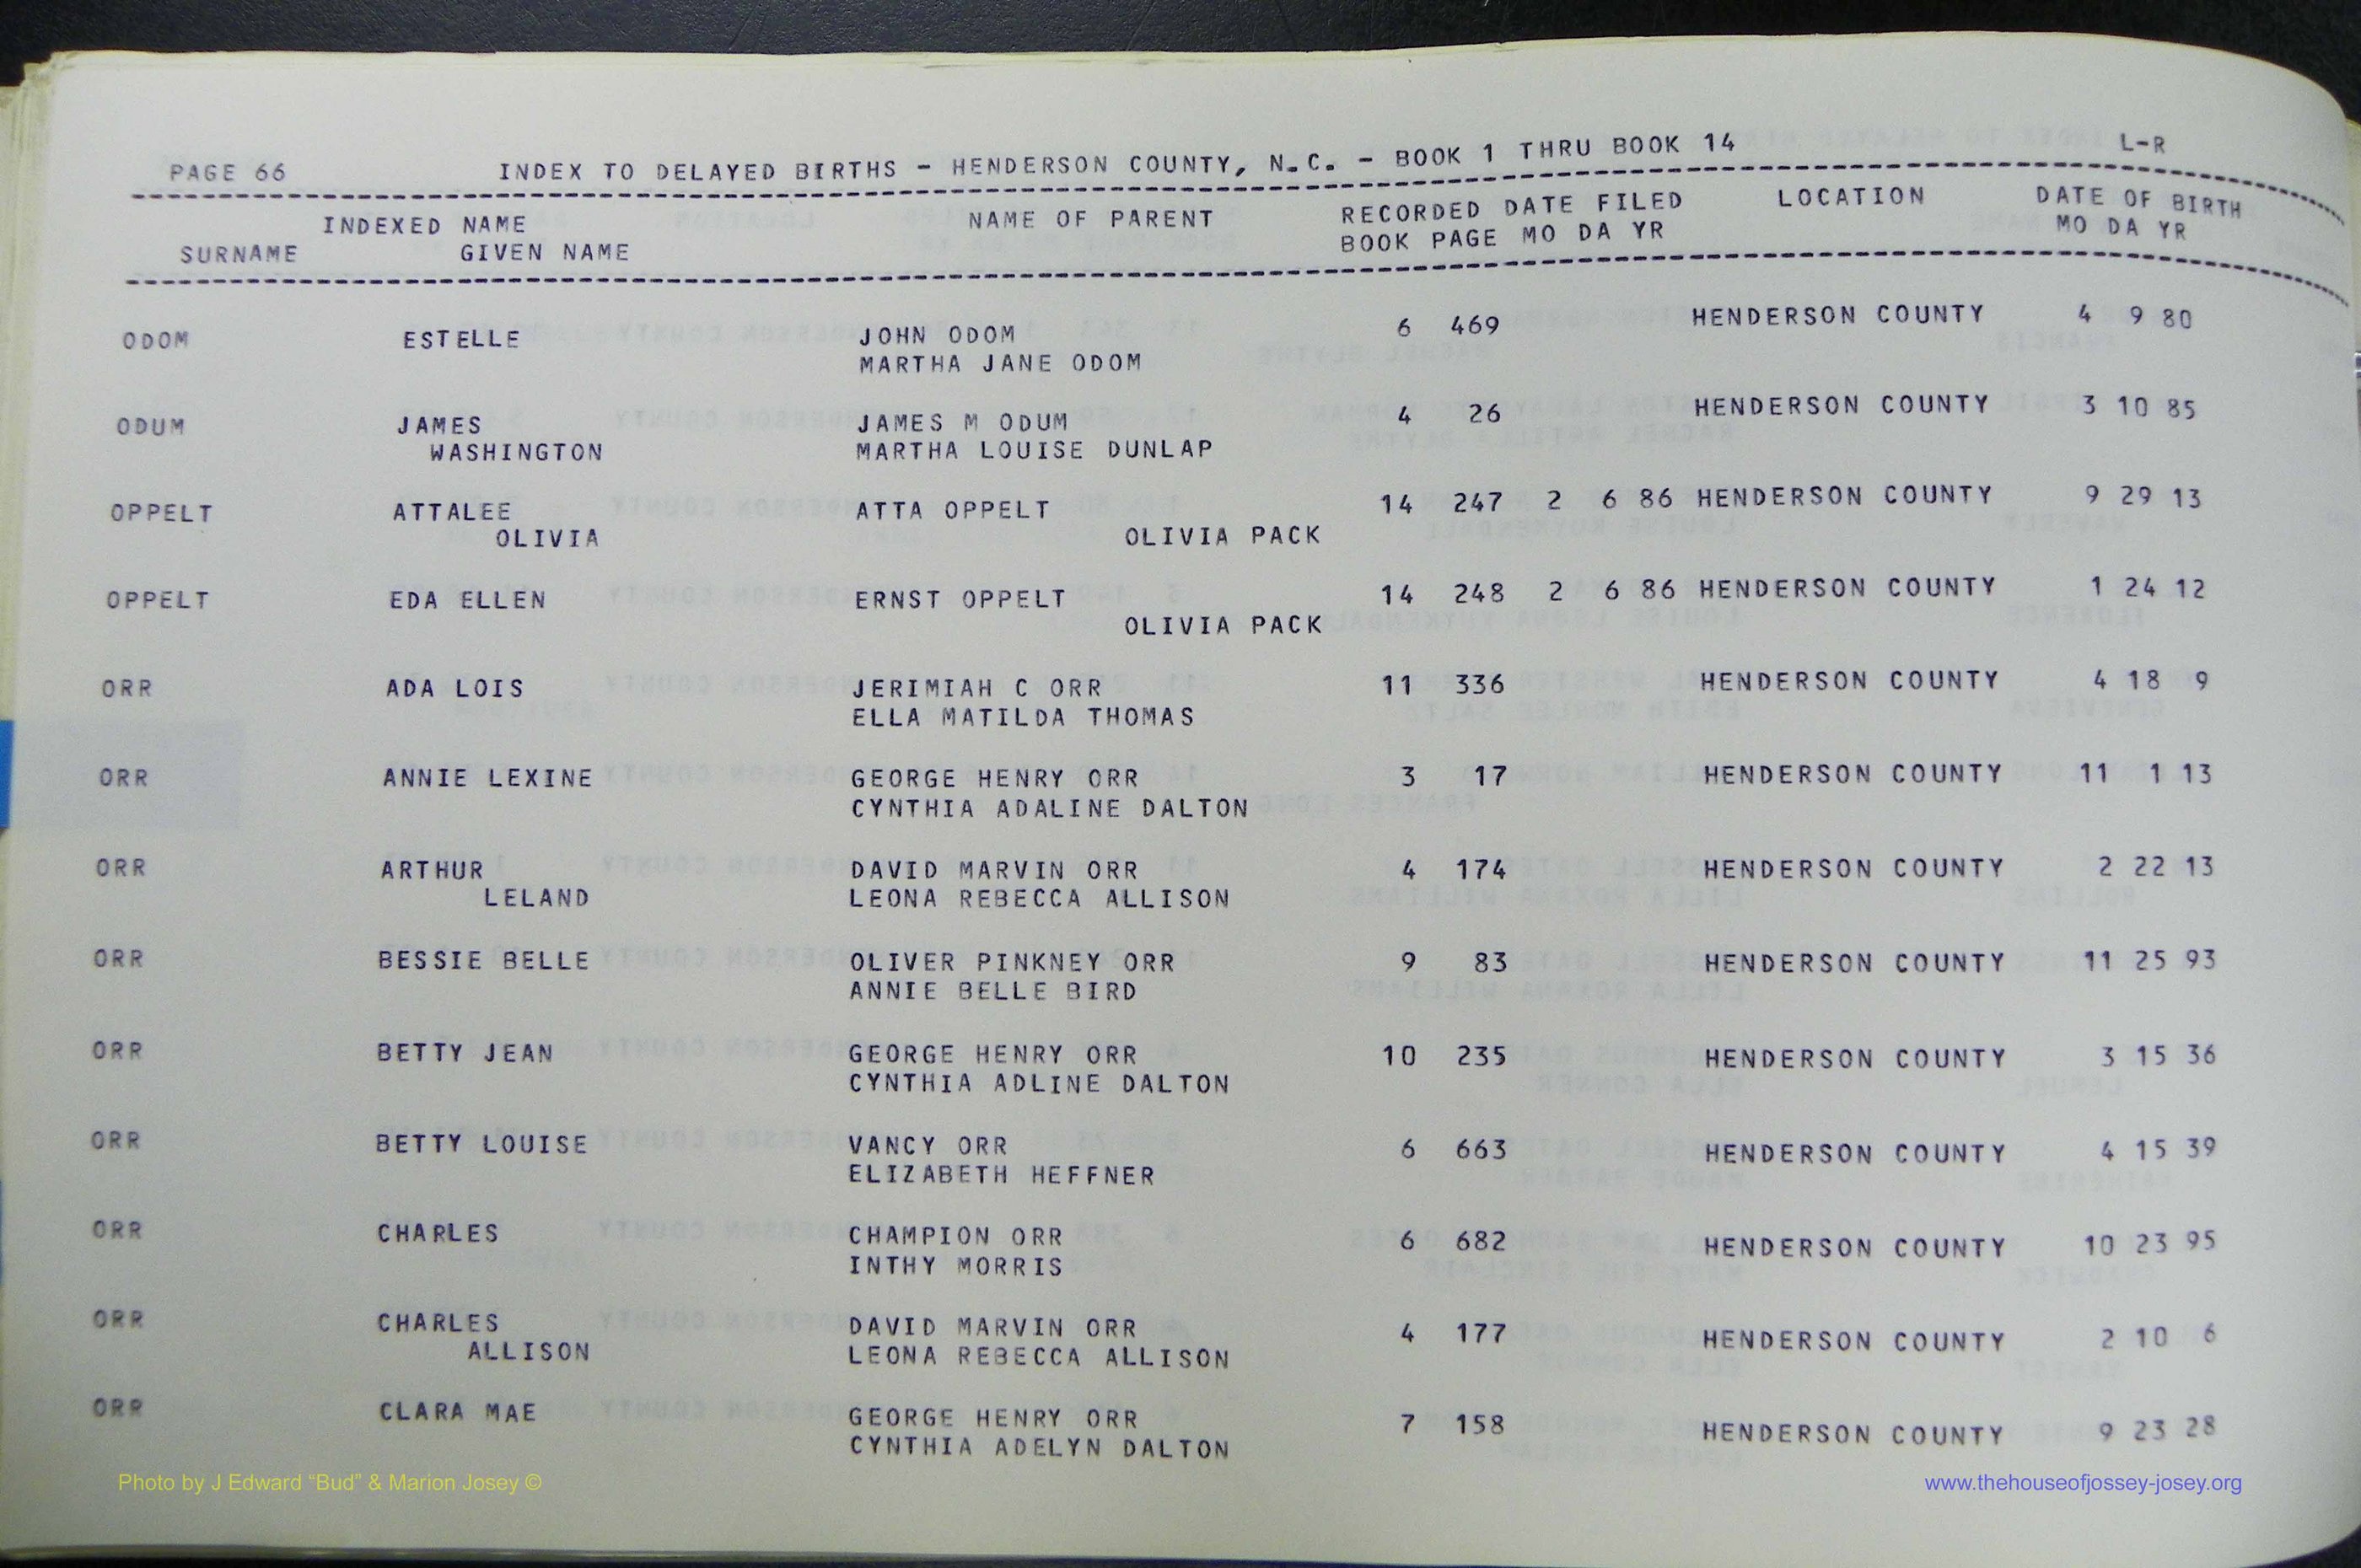 PAGE 66 INDEX TO DELAYED BIRTHS - HENDERSON COUNTY, N.C. - BOOK 1 THRU BOOK 14 L-R
INDEXED NAME NAME OF PARENT RECORDED DATE FILED LOCATION DATE OF BIRTH
SURNAME GIVEN NAME BOOK PAGE MO DA YR MO DA YR
ODOM ESTELLE JOHN ODOM 6 469 HENDERSON COUNTY 4 9 80
MARTHA JANE ODOM
ODUM JAMES JAMES M ODUM 4 26 HENDERSON COUNTY 3 10 85
WASHINGTON MARTHA LOUISE DUNLAP
OPPELT ATTALEE ATTA OPPELT 14 247 2 6 86 HENDERSON COUNTY 9 29 13
OLIVIA OLIVIA PACK
OPPELT EDA ELLEN ERNST OPPELT 14 248 2 6 86 HENDERSON COUNTY 1 24 12
OLIVIA PACK
ORR ADA LOIS JERIMIAH C ORR 11 336 HENDERSON COUNTY 4 18 9
ELLA MATILDA THOMAS
ORR ANNIE LEXINE GEORGE HENRY ORR 3 17 HENDERSON COUNTY 11 1 13
CYNTHIA ADALINE DALTON
ORR ARTHUR DAVID MARVIN ORR 4 174 HENDERSON COUNTY 2 22 13
LELAND LEONA REBECCA ALLISON
ORR BESSIE BELLE OLIVER PINKNEY ORR 9 83 HENDERSON COUNTY 11 25 93
ANNIE BELLE BIRD
ORR BETTY JEAN GEORGE HENRY ORR 10 235 HENDERSON COUNTY 3 15 36
CYNTHIA ADLINE DALTON
ORR BETTY LOUISE VANCY ORR 6 663 HENDERSON COUNTY 4 15 39
ELIZABETH HEFFNER
ORR CHARLES CHAMPION ORR 6 682 HENDERSON COUNTY 10 23 95
INTHY MORRIS
ORR CHARLES DAVID MARVIN ORR 4 177 HENDERSON COUNTY 2 10 6
ALLISON LEONA REBECCA ALLISON
ORR CLARA MAE GEORGE HENRY ORR 7 158 HENDERSON COUNTY 9 23 28
CYNTHIA ADELYN DALTON
Photo by J Edward “Bud” & Marion Josey © www.thehouseofjossey-josey.org